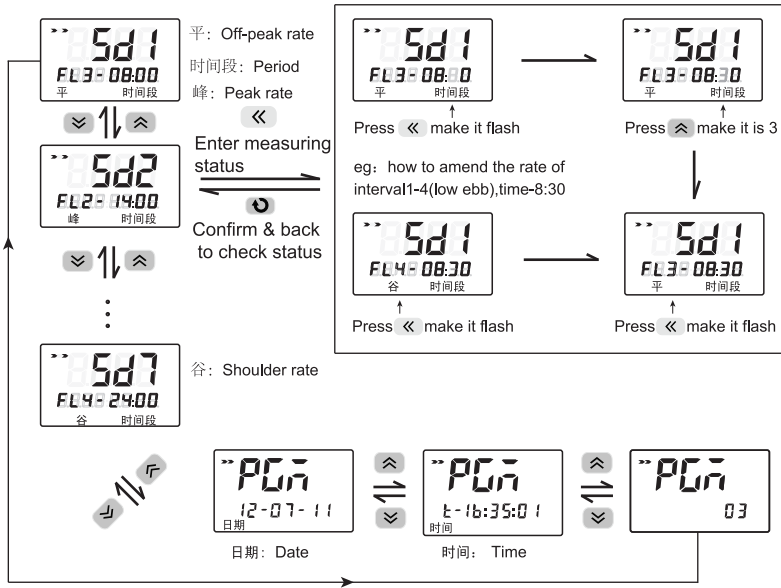 Sd1
FL3-08:00
平 时间段
平: Off-peak rate
时间段: Period
峰: Peak rate
Sd2
FL2-14:00
峰 时间段
Enter measuring
status
Confirm & back
to check status
Sd7
FL4-24:00
谷 时间段
谷: Shoulder rate
Sd1
FL3-08:00
平 时间段
Press « make it flash
Sd1
FL3-08:30
平 时间段
Press make it is 3
eg: how to amend the rate of
interval1-4(low ebb),time-8:30
Sd1
FL4-08:30
谷 时间段
Press « make it flash
Sd1
FL3-08:30
平 时间段
Press « make it flash
PGM
12-07-11
日期
日期: Date
PGM
t-16:35:01
时间
时间: Time
PGM
03